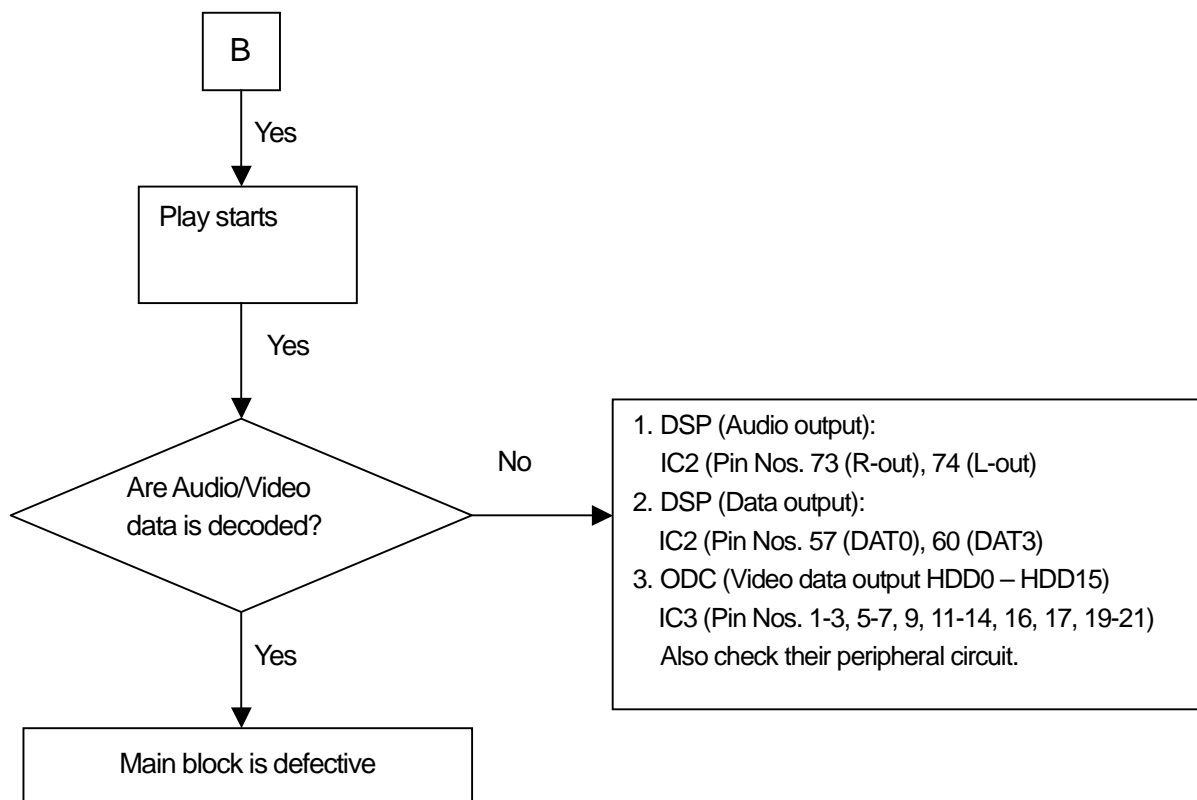 B
Yes
Play starts
Yes
Are Audio/Video
data is decoded?
No
1. DSP (Audio output):
IC2 (Pin Nos. 73 (R-out), 74 (L-out)
2. DSP (Data output):
IC2 (Pin Nos. 57 (DAT0), 60 (DAT3)
3. ODC (Video data output HDD0 – HDD15)
IC3 (Pin Nos. 1-3, 5-7, 9, 11-14, 16, 17, 19-21)
Also check their peripheral circuit.
Yes
Main block is defective